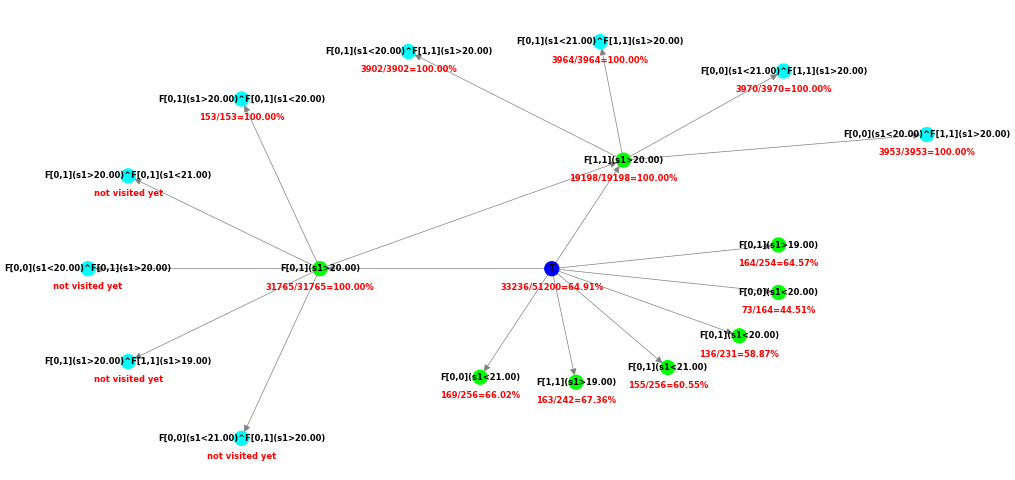 F[0,1](s1<21.00)^F[1,1](s1>20.00)
3964/3964=100.00%
F[0,1](s1<20.00)^F[1,1](s1>20.00)
3902/3902=100.00%
F[0,0](s1<21.00)^F[1,1](s1>20.00)
3970/3970=100.00%
F[0,1](s1>20.00)^F[0,1](s1<20.00)
153/153=100.00%
F[0,0](s1<20.00)^F[1,1](s1>20.00)
3953/3953=100.00%
F[1,1](s1>20.00)
19198/19198=100.00%
F[0,1](s1>20.00)^F[0,1](s1<21.00)
not visited yet
F[0,1](s1>19.00)
164/254=64.57%
F[0,0](s1<20.00)^F[0,1](s1>20.00)
not visited yet
F[0,1](s1>20.00)
31765/31765=100.00%
T
33236/51200=64.91%
F[0,0](s1<20.00)
73/164=44.51%
F[0,1](s1<20.00)
136/231=58.87%
F[0,1](s1>20.00)^F[1,1](s1>19.00)
not visited yet
F[0,1](s1<21.00)
155/256=60.55%
F[0,0](s1<21.00)
169/256=66.02%
F[1,1](s1>19.00)
163/242=67.36%
F[0,0](s1<21.00)^F[0,1](s1>20.00)
not visited yet